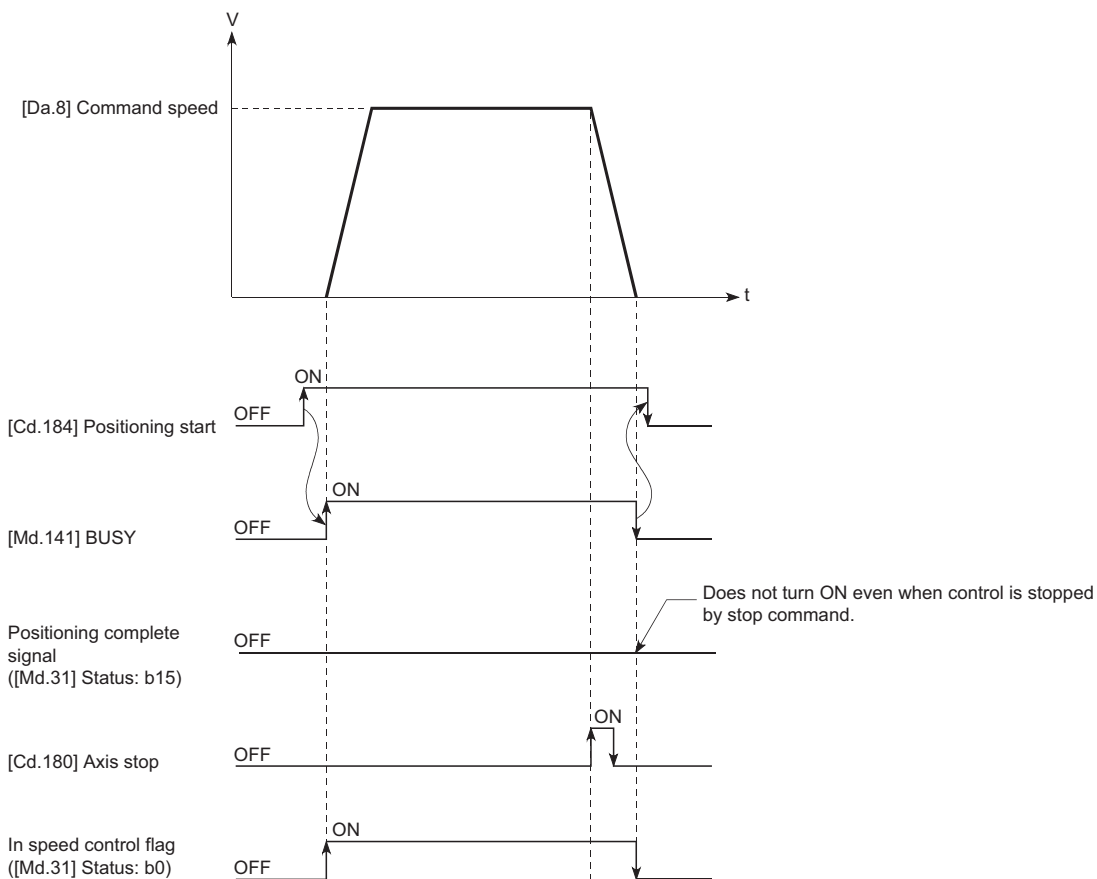 V
[Da.8] Command speed
t
ON
OFF
[Cd.184] Positioning start
ON
OFF
[Md.141] BUSY
Does not turn ON even when control is stopped
by stop command.
Positioning complete
signal
([Md.31] Status: b15)
OFF
ON
OFF
[Cd.180] Axis stop
ON
In speed control flag
([Md.31] Status: b0)
OFF